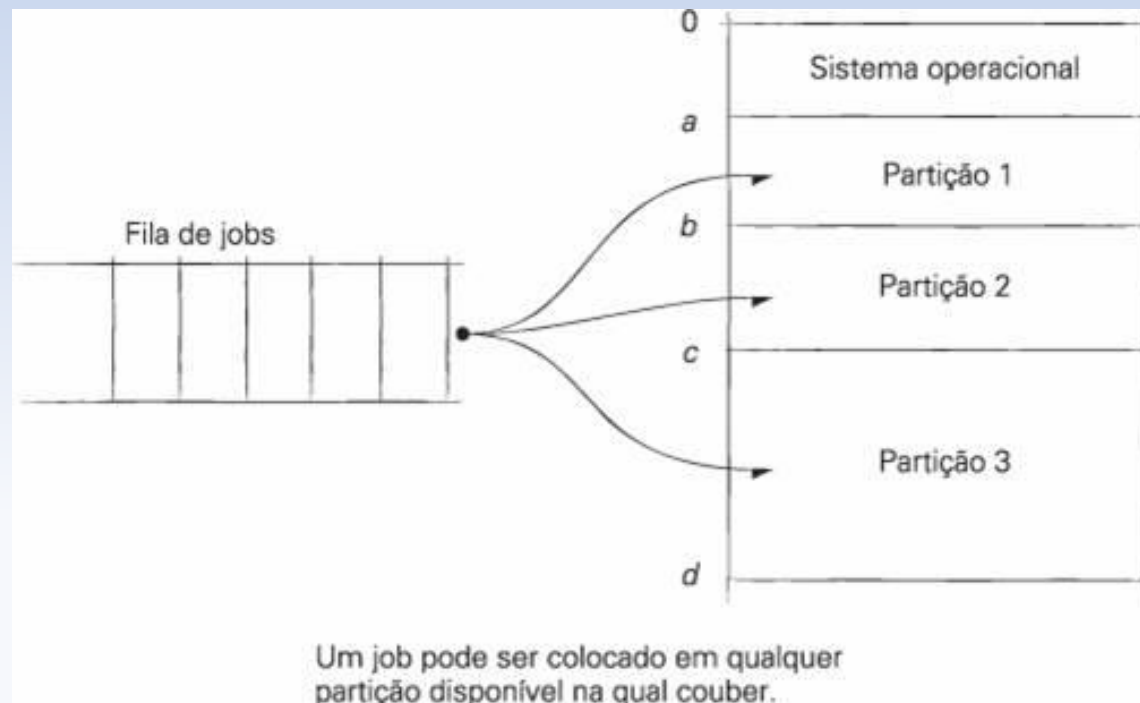 0
Sistema operacional
a
Partição 1
Fila de jobs
b
Partição 2
c
Partição 3
d
Um job pode ser colocado em qualquer
partição disponível na qual couber.